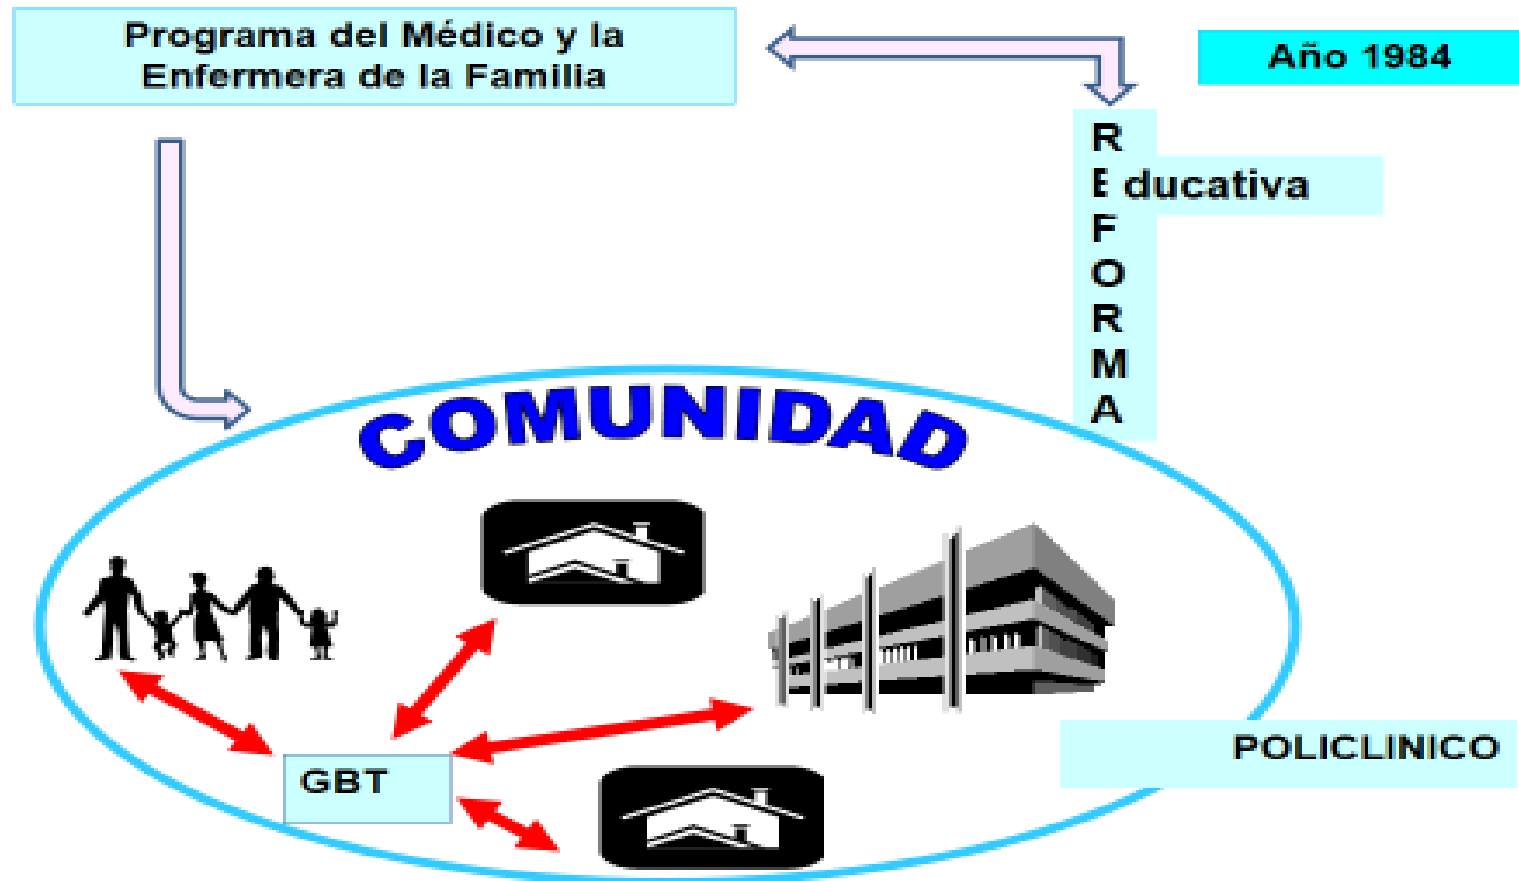 Programa del Médico y la
Enfermera de la Familia
Año 1984
R
E ducativa
F
O
R
M
A
COMUNIDAD
POLICLINICO
GBT